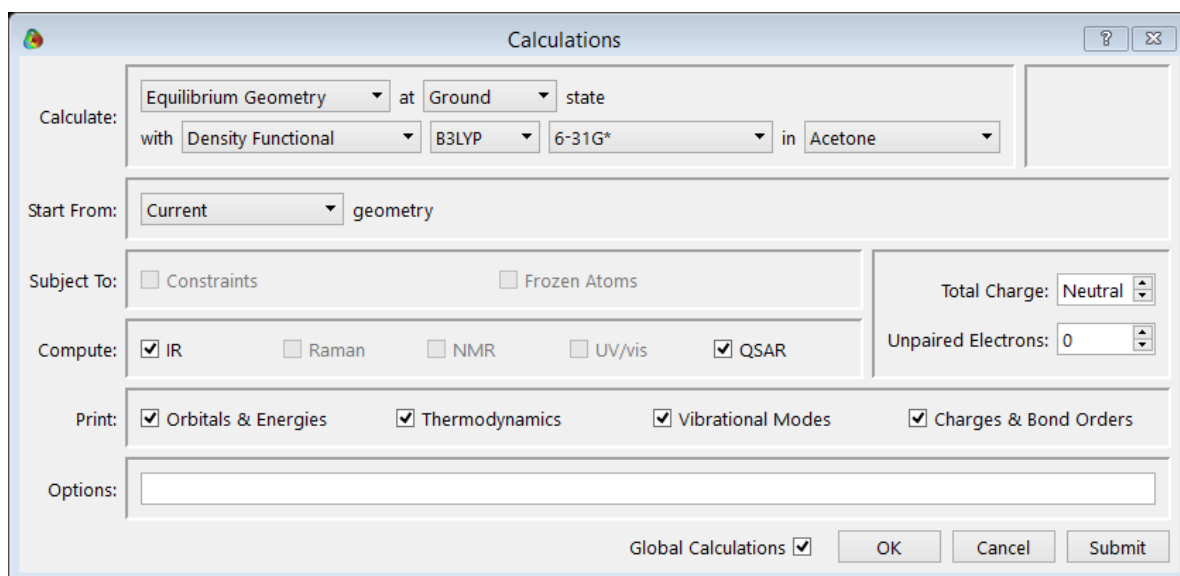 Calculations
Calculate: Equilibrium Geometry at Ground state
with Density Functional B3LYP 6-31G* in Acetone
Start From: Current geometry
Subject To: Constraints Frozen Atoms
Total Charge: Neutral
Compute: IR Raman NMR UV/vis QSAR
Unpaired Electrons: 0
Print: Orbitals & Energies Thermodynamics Vibrational Modes Charges & Bond Orders
Options:
Global Calculations OK Cancel Submit